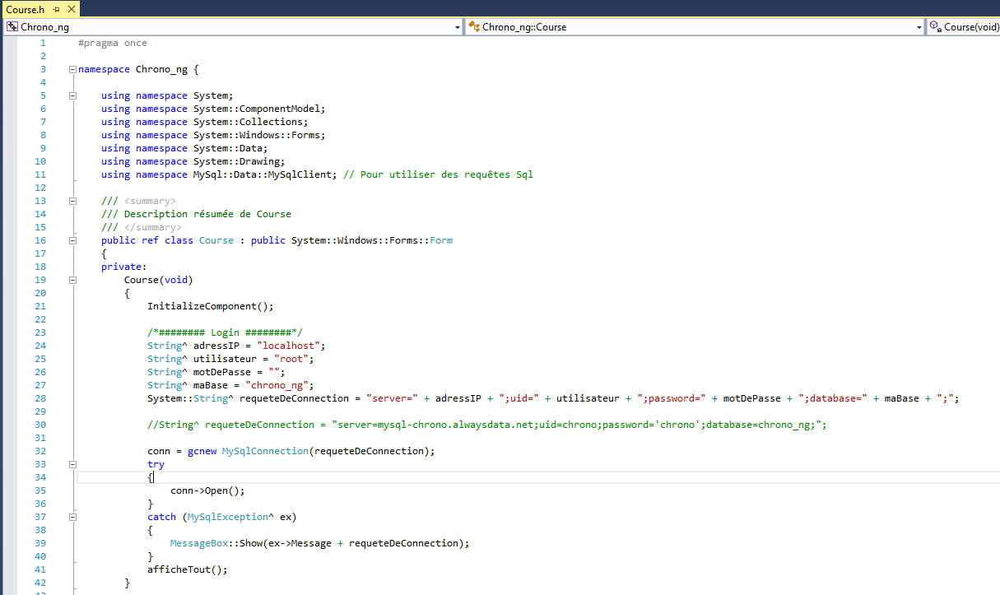 Course.h
Chrono_ng
Chrono_ng::Course
Course(void)
1 #pragma once
2
3 namespace Chrono_ng {
4
5 using namespace System;
6 using namespace System::ComponentModel;
7 using namespace System::Collections;
8 using namespace System::Windows::Forms;
9 using namespace System::Data;
10 using namespace System::Drawing;
11 using namespace MySql::Data::MySqlClient; // Pour utiliser des requêtes Sql
12
13 /// <summary>
14 /// Description résumée de Course
15 /// </summary>
16 public ref class Course : public System::Windows::Forms::Form
17 {
18 private:
19 Course(void)
20 {
21 InitializeComponent();
22
23 /*######## Login ########*/
24 String^ adressIP = "localhost";
25 String^ utilisateur = "root";
26 String^ motDePasse = "";
27 String^ maBase = "chrono_ng";
28 System::String^ requeteDeConnection = "server=" + adressIP + ";uid=" + utilisateur + ";password=" + motDePasse + ";database=" + maBase + ";";
29
30 //String^ requeteDeConnection = "server=mysql-chrono.alwaysdata.net;uid=chrono;password='chrono';database=chrono_ng;";
31
32 conn = gcnew MySqlConnection(requeteDeConnection);
33 try
34 {
35 conn->Open();
36 }
37 catch (MySqlException^ ex)
38 {
39 MessageBox::Show(ex->Message + requeteDeConnection);
40 }
41 afficheTout();
42 }